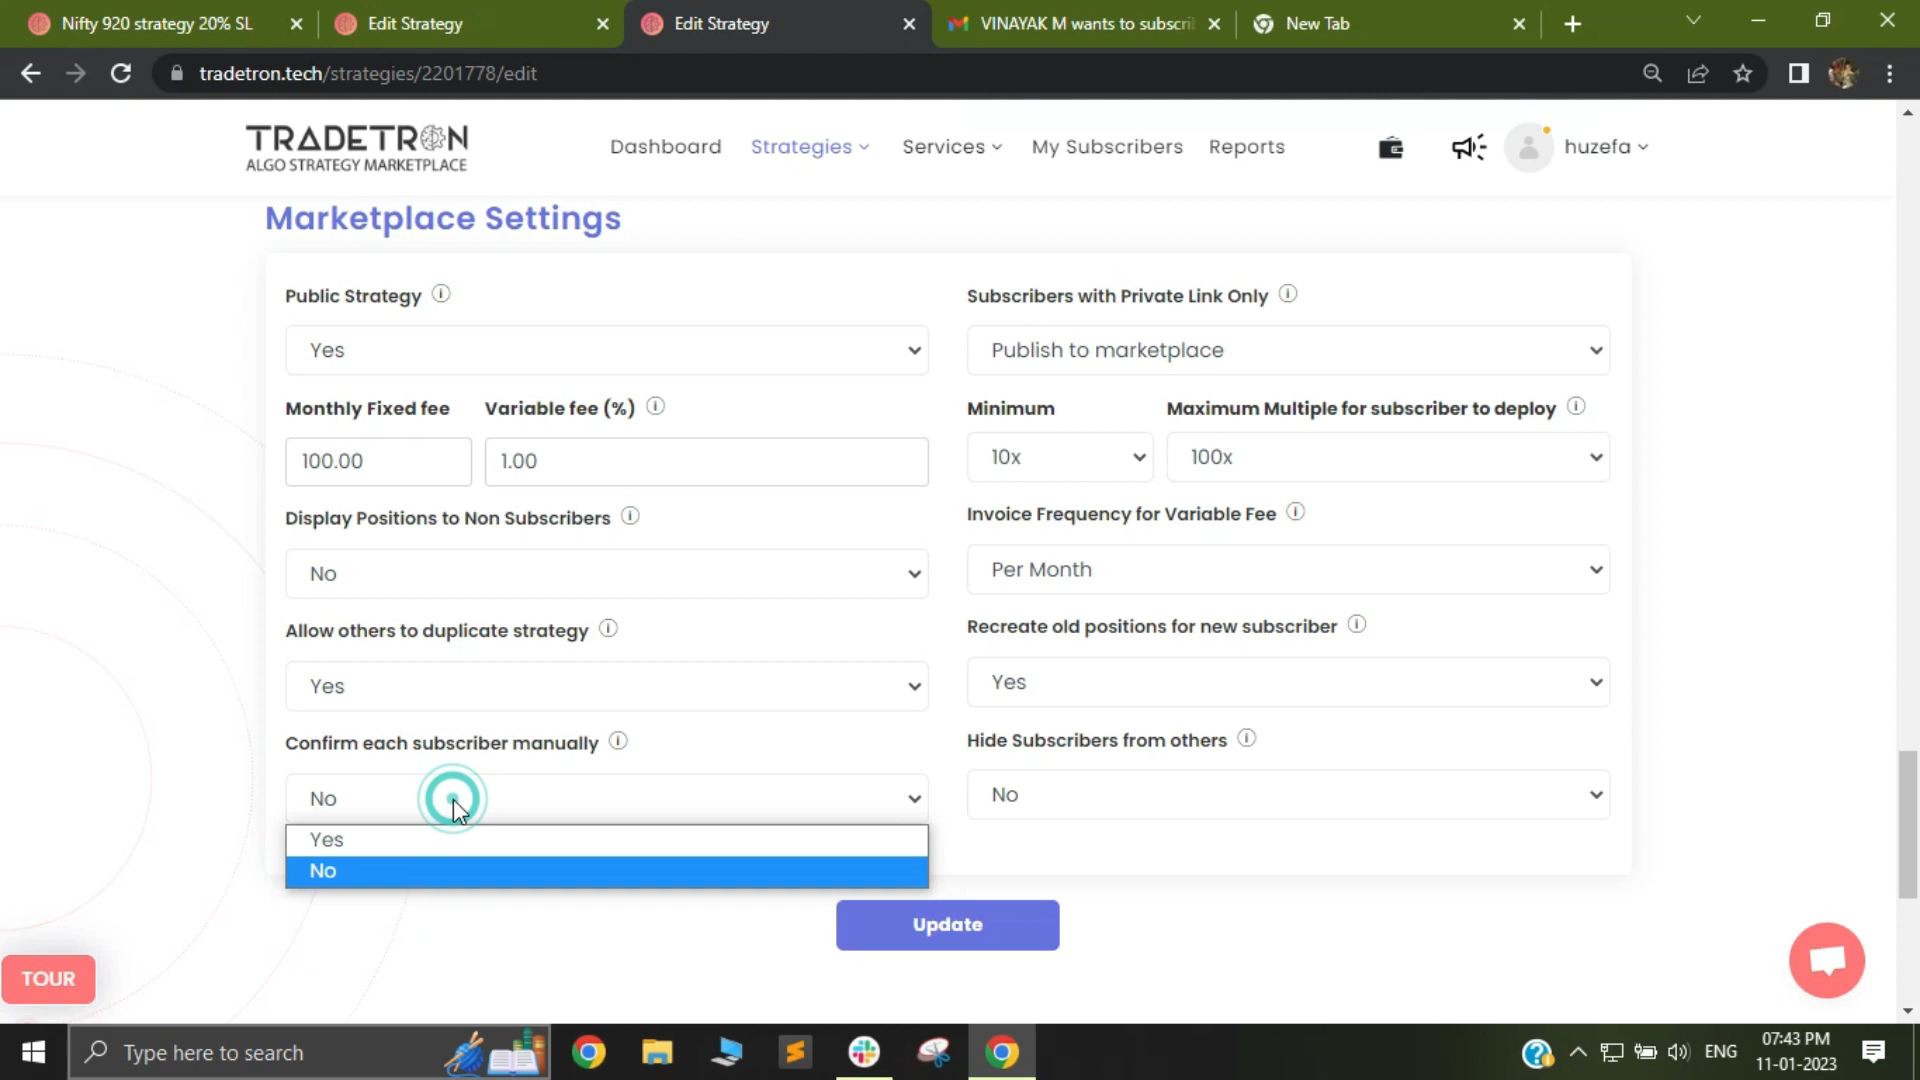 Nifty 920 strategy 20% SL
Edit Strategy
Edit Strategy
VINAYAK M wants to subscri
New Tab
tradetron.tech/strategies/2201778/edit
TRADETRON
ALGO STRATEGY MARKETPLACE
Dashboard
Strategies
Services
My Subscribers
Reports
huzefa
Marketplace Settings
Public Strategy
Subscribers with Private Link Only
Yes
Publish to marketplace
Monthly Fixed fee
Variable fee (%)
Minimum
Maximum Multiple for subscriber to deploy
100.00
1.00
10x
100x
Display Positions to Non Subscribers
Invoice Frequency for Variable Fee
No
Per Month
Allow others to duplicate strategy
Recreate old positions for new subscriber
Yes
Yes
Confirm each subscriber manually
Hide Subscribers from others
No
No
Yes
No
Update
TOUR
Type here to search
ENG
07:43 PM
11-01-2023